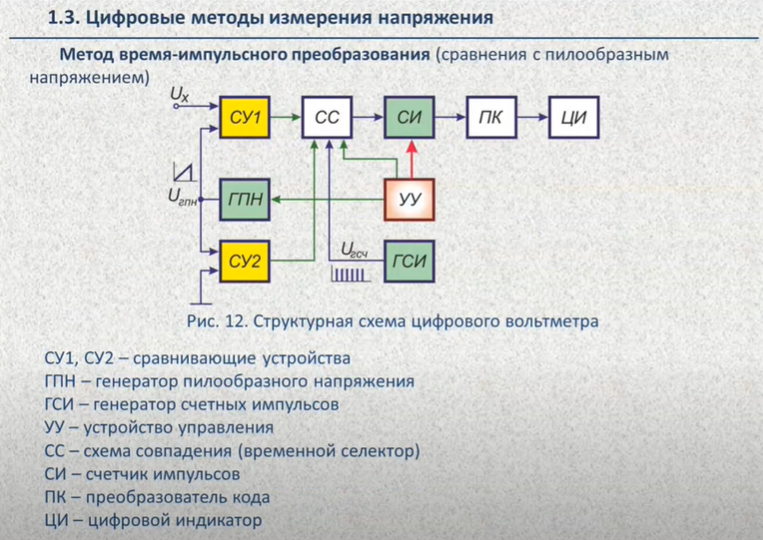 1.3. Цифровые методы измерения напряжения
Метод время-импульсного преобразования (сравнения с пилообразным
напряжением)
Uх
СУ1
СС
СИ
ПК
ЦИ
Uгпн
ГПН
УУ
СУ2
Uгсч
ГСИ
Рис. 12. Структурная схема цифрового вольтметра
СУ1, СУ2 – сравнивающие устройства
ГПН – генератор пилообразного напряжения
ГСИ – генератор счетных импульсов
УУ – устройство управления
СС – схема совпадения (временной селектор)
СИ – счетчик импульсов
ПК – преобразователь кода
ЦИ – цифровой индикатор